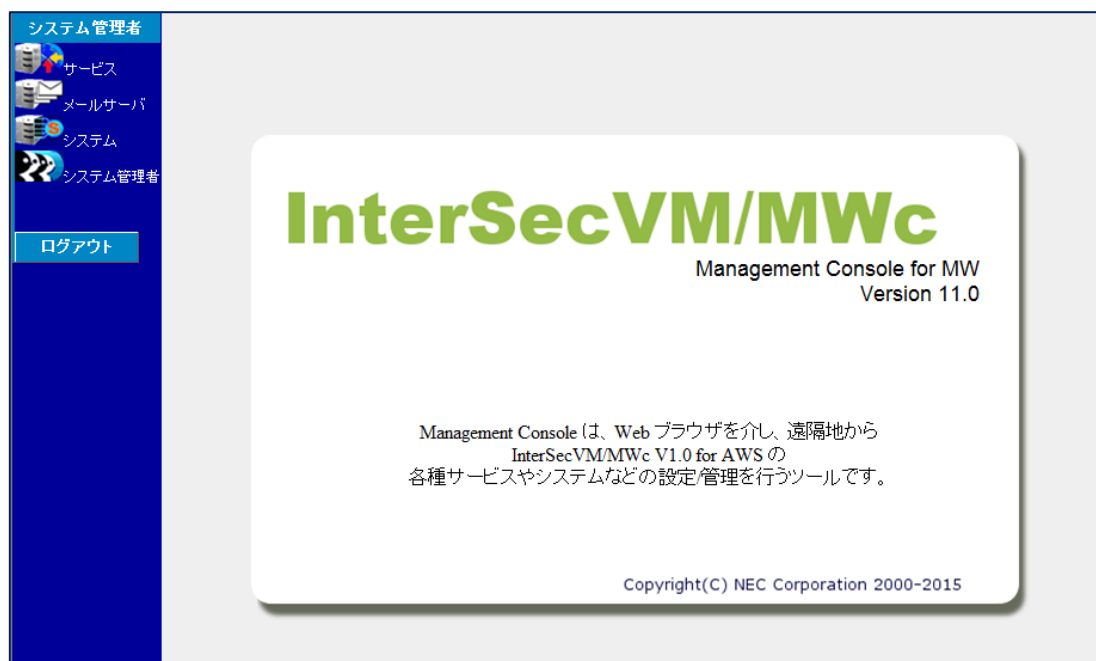 システム管理者
サービス
メールサーバ
システム
システム管理者
ログアウト
InterSecVM/MWc
Management Console for MW
Version 11.0
Management Console は、Web ブラウザを介し、遠隔地から
InterSecVM/MWc V1.0 for AWS の
各種サービスやシステムなどの設定/管理を行うツールです。
Copyright(C) NEC Corporation 2000-2015